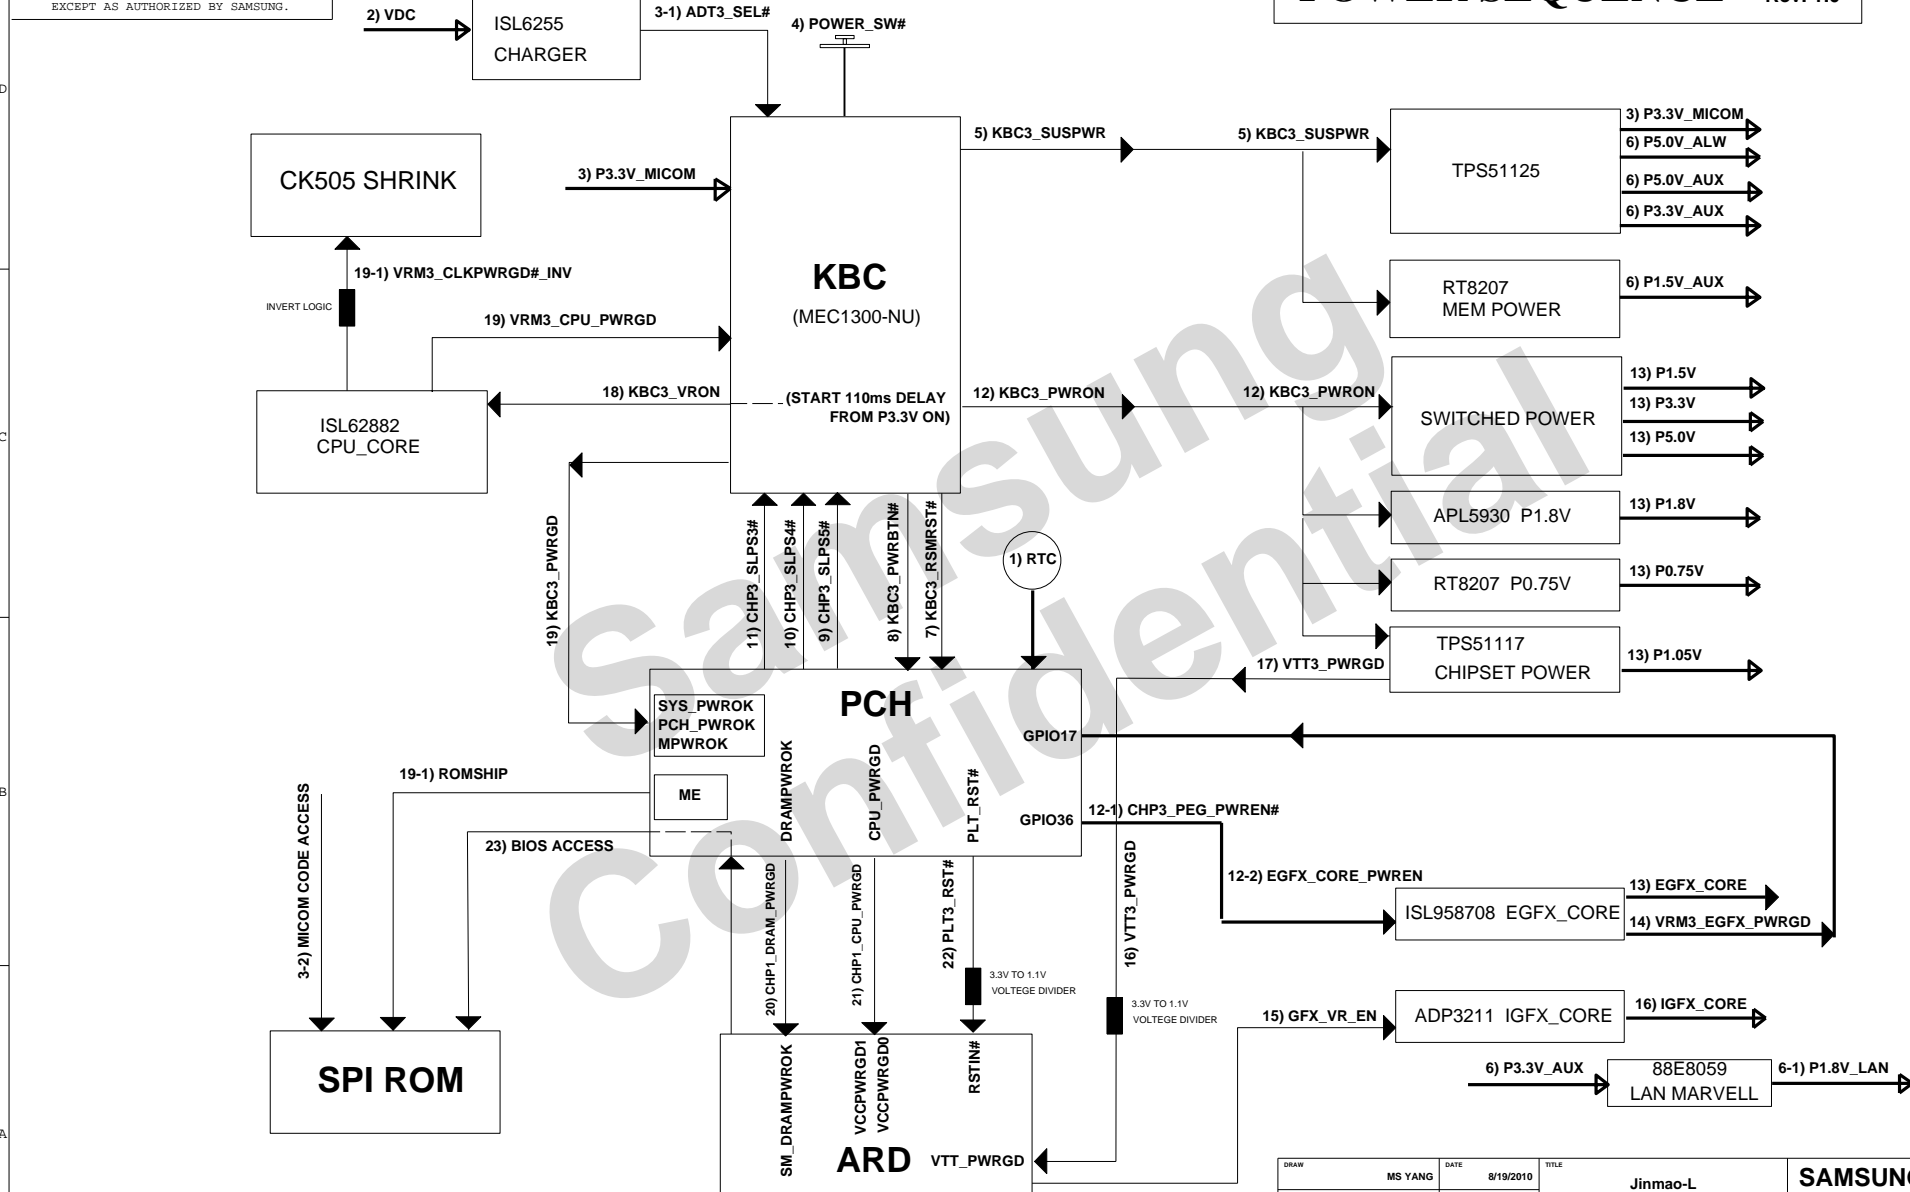 EXCEPT AS AUTHORIZED BY SAMSUNG.
2) VDC
ISL6255
CHARGER
3-1) ADT3_SEL#
4) POWER_SW#
POWER SEQUENCE
D
CK505 SHRINK
3) P3.3V_MICOM
KBC
(MEC1300-NU)
5) KBC3_SUSPWR
5) KBC3_SUSPWR
TPS51125
3) P3.3V_MICOM
6) P5.0V_ALW
6) P5.0V_AUX
6) P3.3V_AUX
19-1) VRM3_CLKPWRGD#_INV
INVERT LOGIC
19) VRM3_CPU_PWRGD
RT8207
MEM POWER
6) P1.5V_AUX
18) KBC3_VRON
(START 110ms DELAY
FROM P3.3V ON)
12) KBC3_PWRON
12) KBC3_PWRON
SWITCHED POWER
13) P1.5V
13) P3.3V
13) P5.0V
ISL62882
CPU_CORE
C
19) KBC3_PWRGD
11) CHP3_SLPS3#
10) CHP3_SLPS4#
9) CHP3_SLPS5#
8) KBC3_PWRBTN#
7) KBC3_RSMRST#
1) RTC
APL5930 P1.8V
13) P1.8V
RT8207 P0.75V
13) P0.75V
TPS51117
CHIPSET POWER
13) P1.05V
17) VTT3_PWRGD
Samsung
Confidential
PCH
SYS_PWROK
PCH_PWROK
MPWROK
ME
DRAMPWROK
CPU_PWRGD
PLT_RST#
GPIO17
GPIO36
12-1) CHP3_PEG_PWREN#
B
19-1) ROMSHIP
23) BIOS ACCESS
3-2) MICOM CODE ACCESS
20) CHP1_DRAM_PWRGD
21) CHP1_CPU_PWRGD
22) PLT3_RST#
3.3V TO 1.1V
VOLTEGE DIVIDER
16) VTT3_PWRGD
3.3V TO 1.1V
VOLTEGE DIVIDER
12-2) EGFX_CORE_PWREN
ISL958708 EGFX_CORE
13) EGFX_CORE
14) VRM3_EGFX_PWRGD
15) GFX_VR_EN
ADP3211 IGFX_CORE
16) IGFX_CORE
6) P3.3V_AUX
88E8059
LAN MARVELL
6-1) P1.8V_LAN
SPI ROM
SM_DRAMPWROK
VCCPWRGD1
VCCPWRGD0
RSTIN#
ARD
VTT_PWRGD
A
DRAW
MS YANG
DATE
8/19/2010
TITLE
Jinmao-L
SAMSUNG